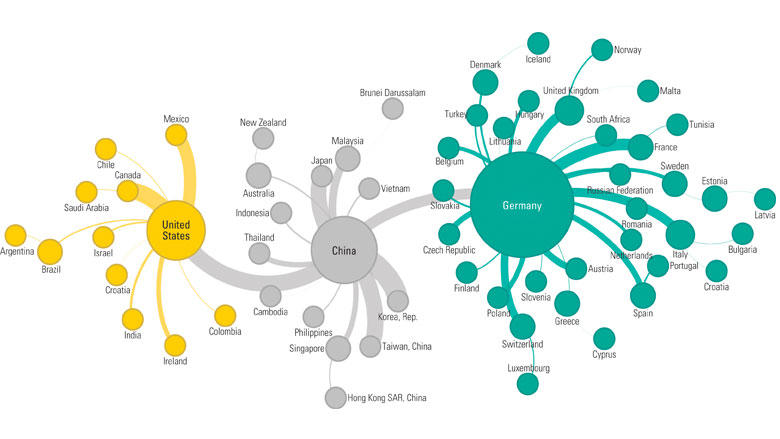 Mexico
Chile
Canada
Saudi Arabia
United
States
Argentina
Brazil
Israel
Croatia
India
Ireland
Colombia
Brunei Darussalam
New Zealand
Malaysia
Japan
Australia
Vietnam
Indonesia
Thailand
China
Cambodia
Philippines
Korea, Rep.
Singapore
Taiwan, China
Hong Kong SAR, China
Iceland
Norway
Denmark
United Kingdom
Malta
Turkey
Hungary
South Africa
Tunisia
Lithuania
France
Belgium
Sweden
Estonia
Russian Federation
Latvia
Slovakia
Germany
Romania
Czech Republic
Netherlands
Italy
Bulgaria
Portugal
Finland
Austria
Croatia
Poland
Slovenia
Greece
Spain
Switzerland
Cyprus
Luxembourg